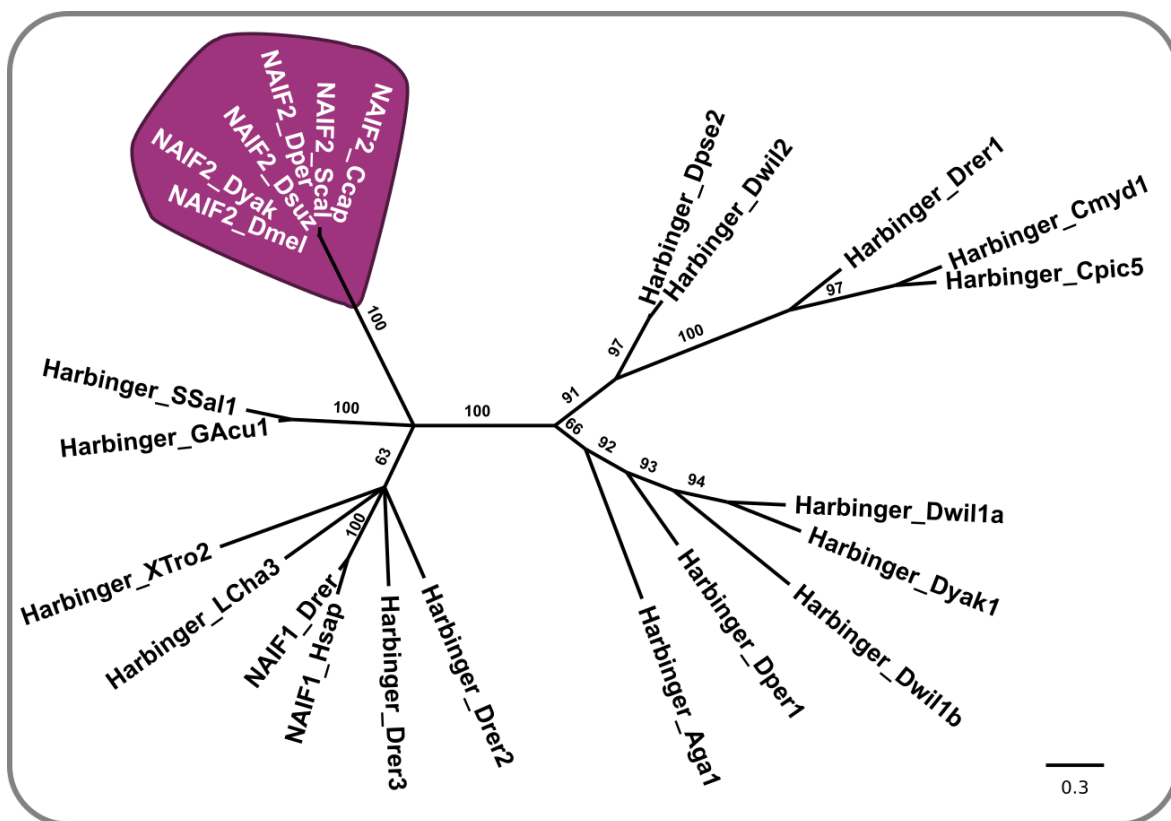 NAIF2_Dmel
NAIF2_Dyak
NAIF2_Dsuz
NAIF2_Dper
NAIF2_Scal
NAIF2_Ccap
100
Harbinger_SSal1
Harbinger_GAcu1
100
100
63
Harbinger_XTro2
Harbinger_LCha3
100
NAIF1_Drer
NAIF1_Hsap
Harbinger_Drer3
Harbinger_Drer2
Harbinger_Dpse2
Harbinger_Dwil2
97
91
100
Harbinger_Drer1
97
Harbinger_Cmyd1
Harbinger_Cpic5
66
92
93
94
Harbinger_Dwil1a
Harbinger_Dyak1
Harbinger_Dwil1b
Harbinger_Dper1
Harbinger_Aga1
0.3